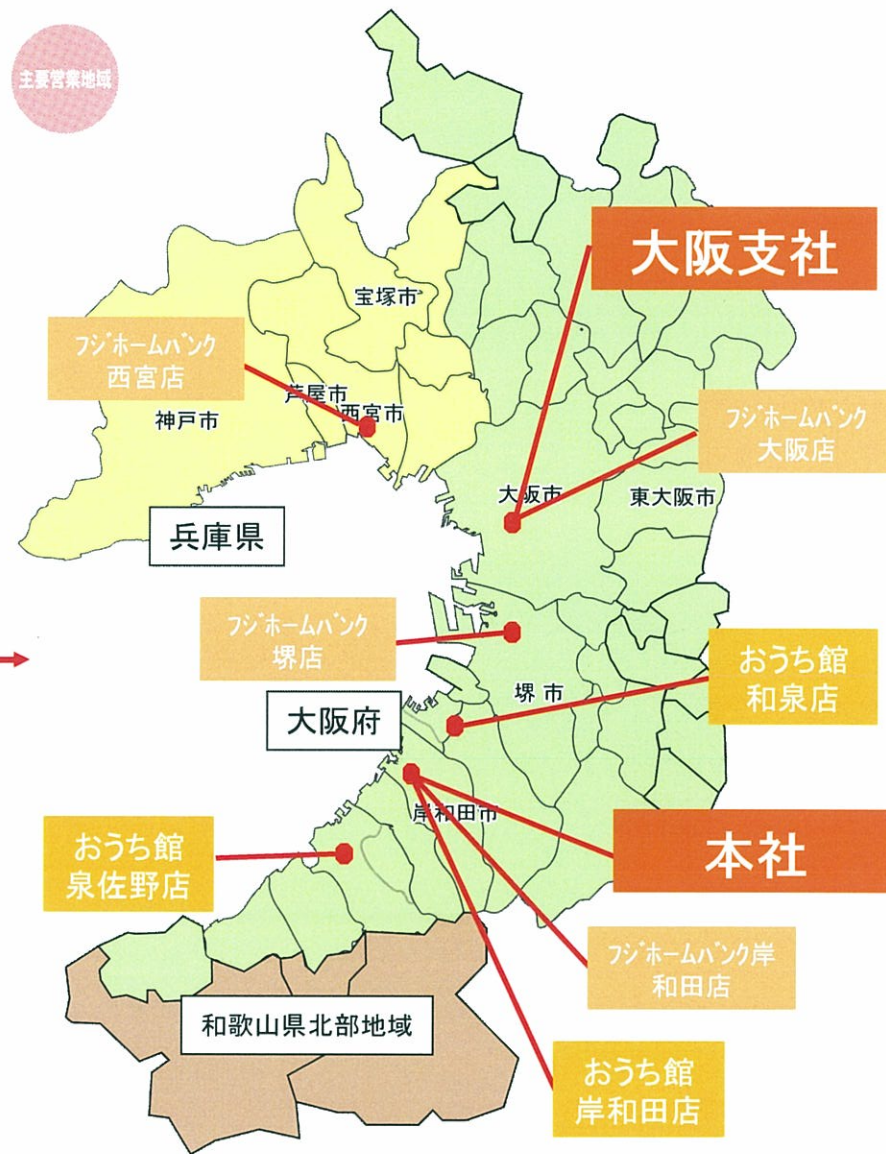 主要営業地域
大阪支社
宝塚市
フジホームバンク
西宮店
芦屋市
西宮市
神戸市
フジホームバンク
大阪店
大阪市
東大阪市
兵庫県
フジホームバンク
堺店
おうち館
和泉店
堺市
大阪府
岸和田市
おうち館
泉佐野店
本社
フジホームバンク岸
和田店
和歌山県北部地域
おうち館
岸和田店